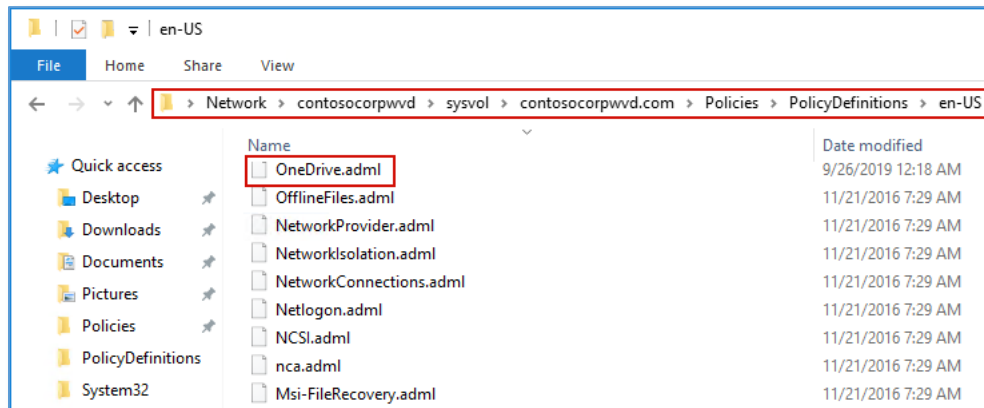 en-US
File Home Share View
Network > contosocorpwvd > sysvol > contosocorpwvd.com > Policies > PolicyDefinitions > en-US
Name Date modified
Quick access
OneDrive.adml 9/26/2019 12:18 AM
Desktop OfflineFiles.adml 11/21/2016 7:29 AM
Downloads NetworkProvider.adml 11/21/2016 7:29 AM
Documents NetworkIsolation.adml 11/21/2016 7:29 AM
Pictures NetworkConnections.adml 11/21/2016 7:29 AM
Policies Netlogon.adml 11/21/2016 7:29 AM
NCSI.adml 11/21/2016 7:29 AM
PolicyDefinitions nca.adml 11/21/2016 7:29 AM
System32 Msi-FileRecovery.adml 11/21/2016 7:29 AM